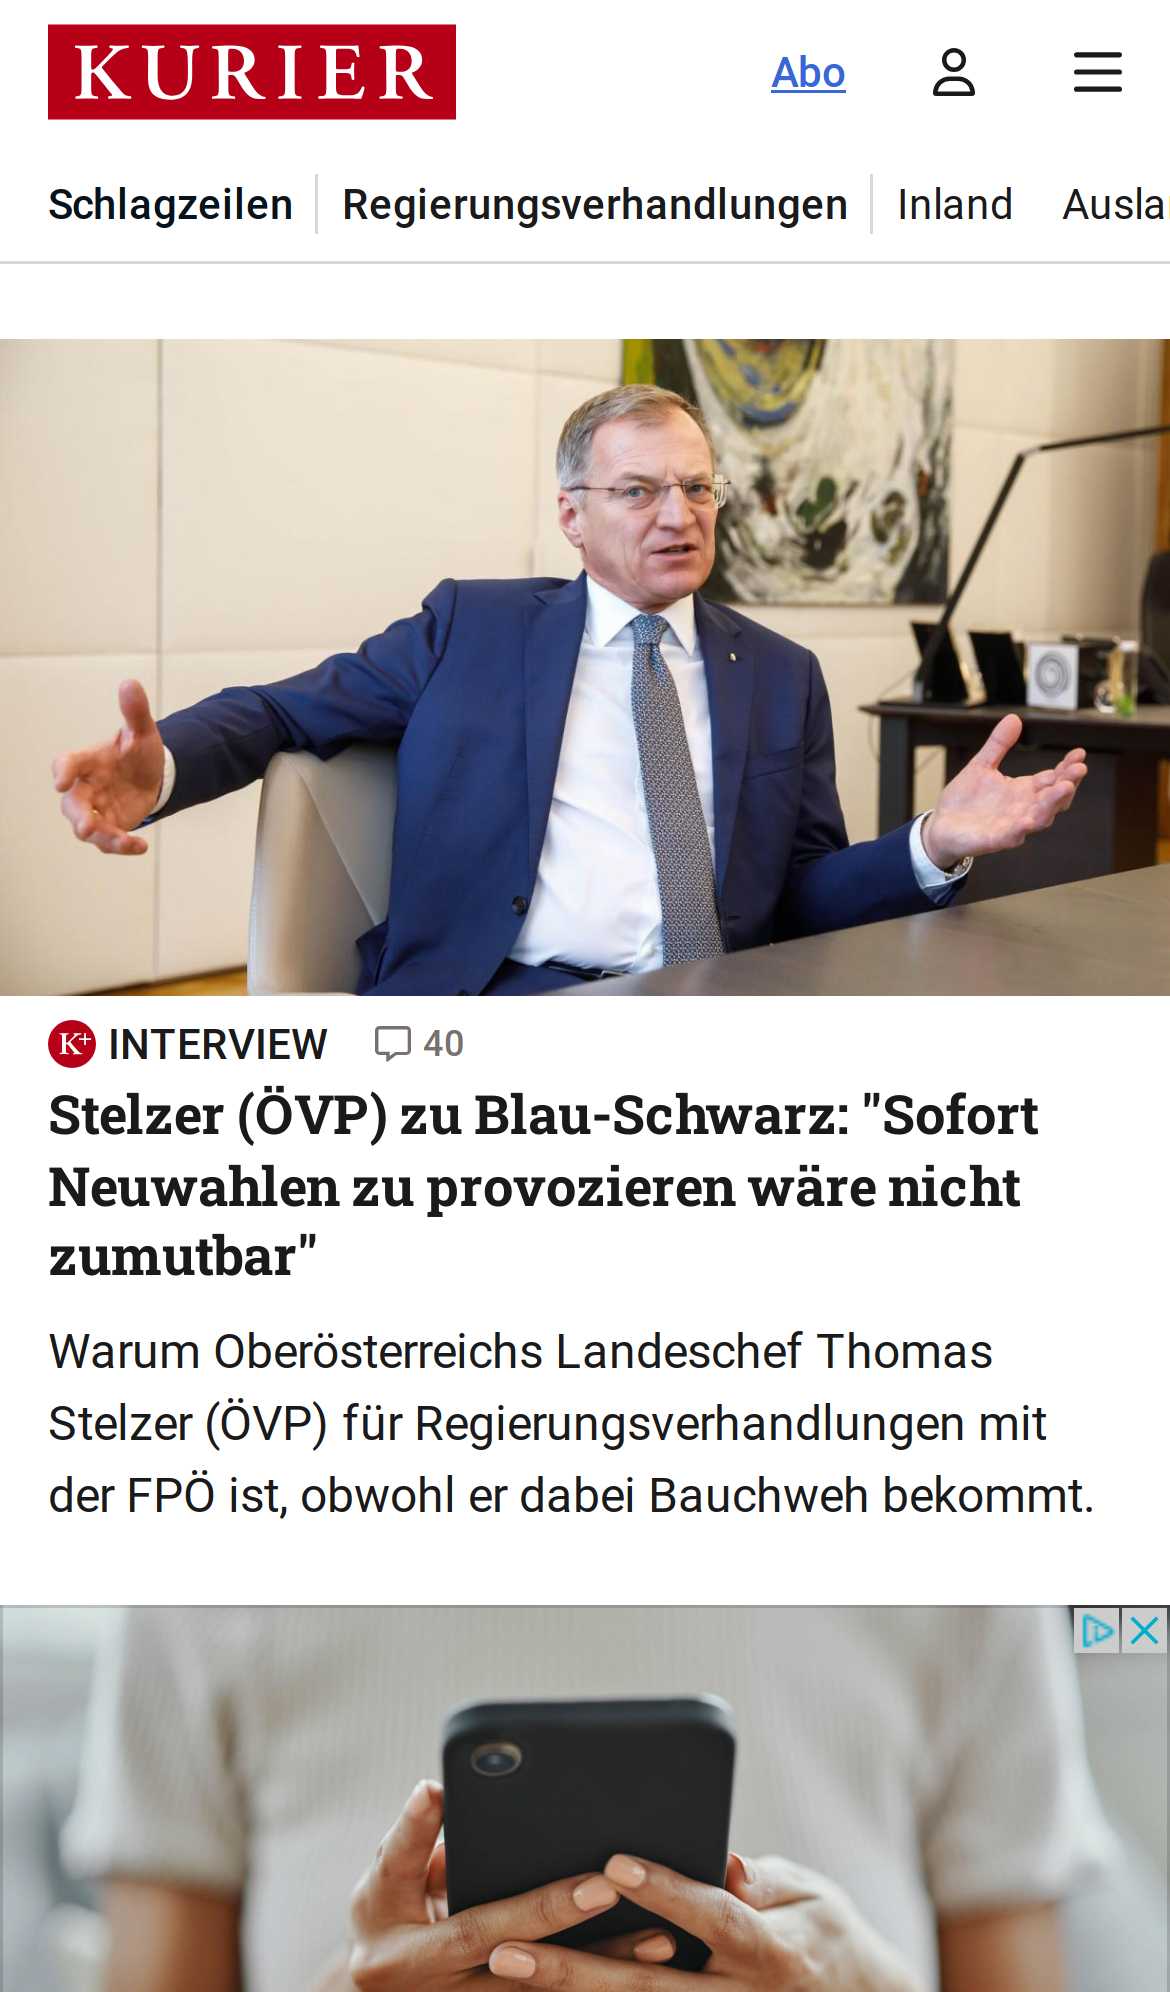 KURIER
Abo
Schlagzeilen
Regierungsverhandlungen
Inland
Ausla
K+ INTERVIEW 40
Stelzer (ÖVP) zu Blau-Schwarz: "Sofort
Neuwahlen zu provozieren wäre nicht
zumutbar"
Warum Oberösterreichs Landeschef Thomas
Stelzer (ÖVP) für Regierungsverhandlungen mit
der FPÖ ist, obwohl er dabei Bauchweh bekommt.